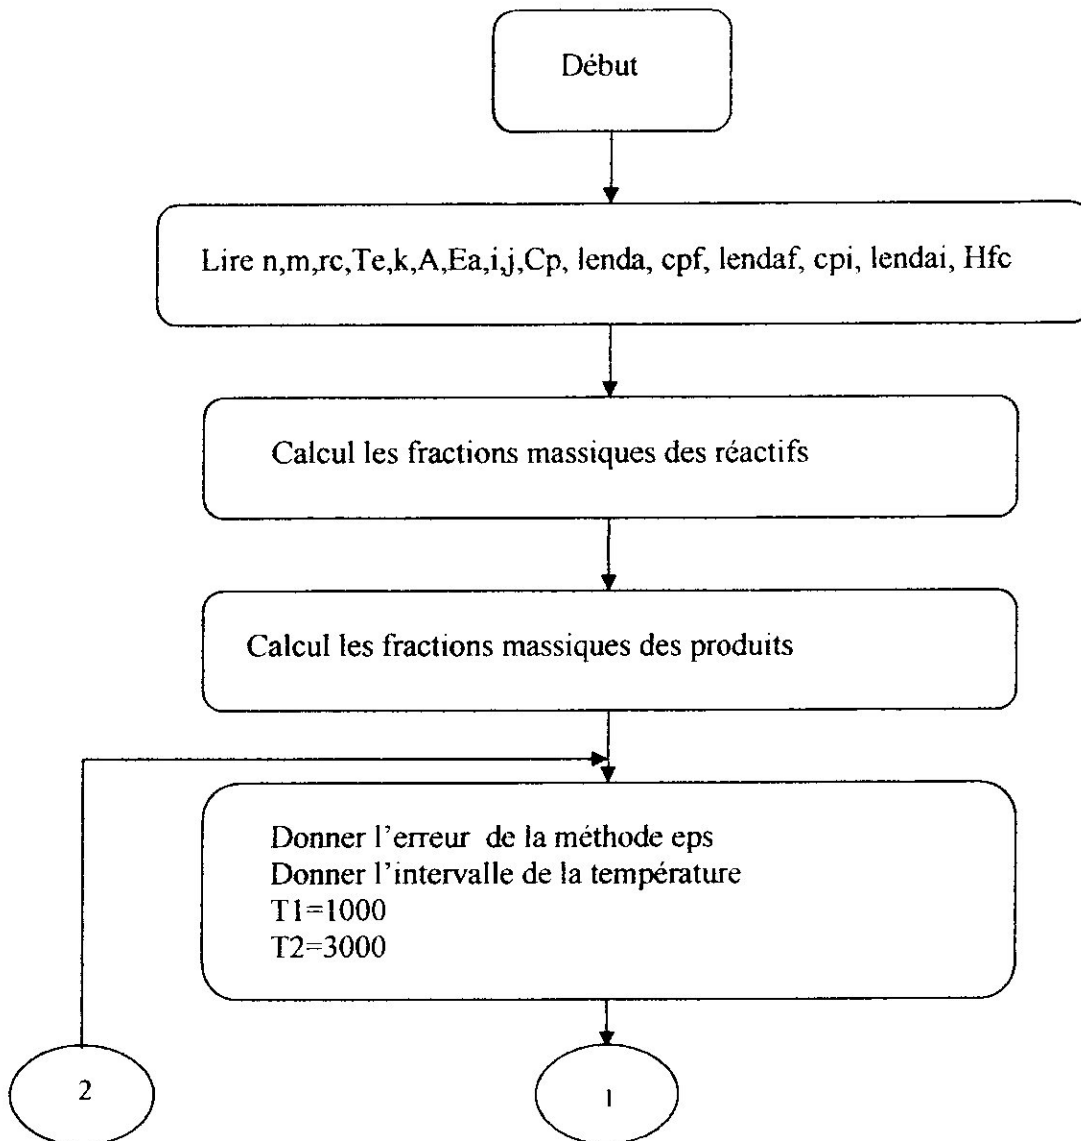 Début
Lire n,m,rc,Te,k,A,Ea,i,j,Cp, lenda, cpf, lendaf, cpi, lendai, Hfc
Calcul les fractions massiques des réactifs
Calcul les fractions massiques des produits
Donner l'erreur de la méthode eps
Donner l'intervalle de la température
T1=1000
T2=3000
2
1